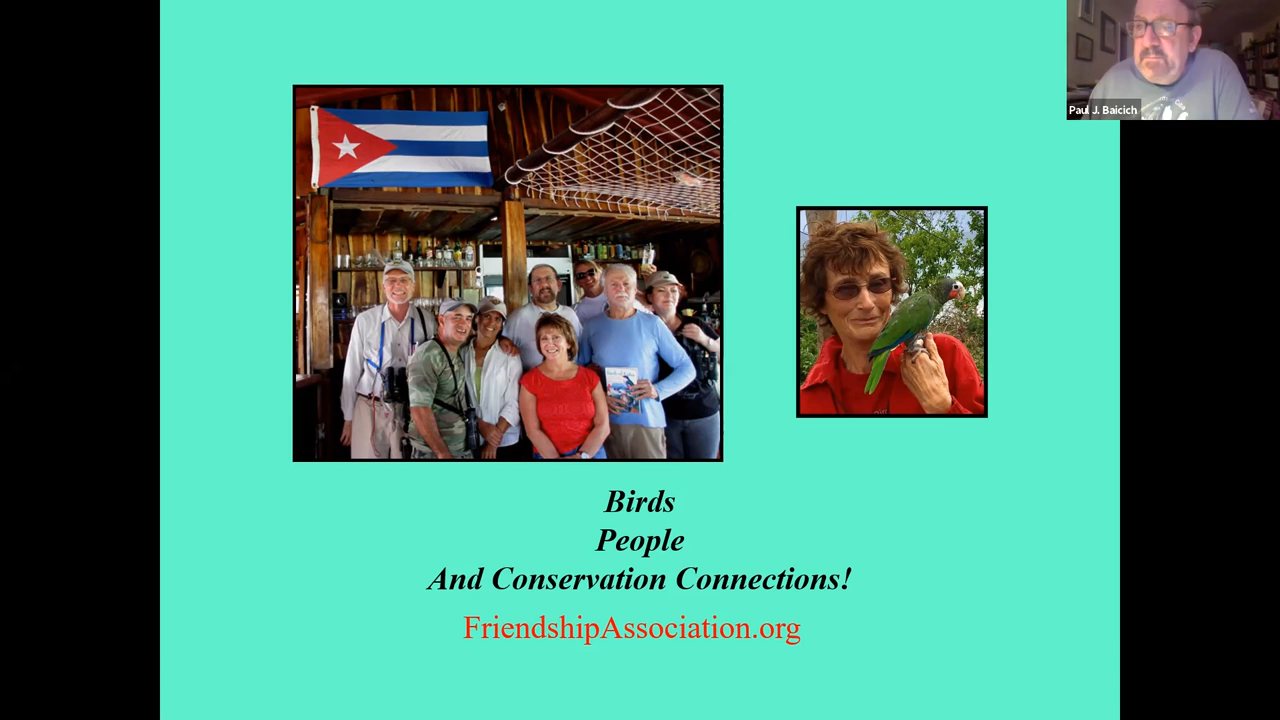 Paul J. Baicich
Birds
People
And Conservation Connections!
FriendshipAssociation.org